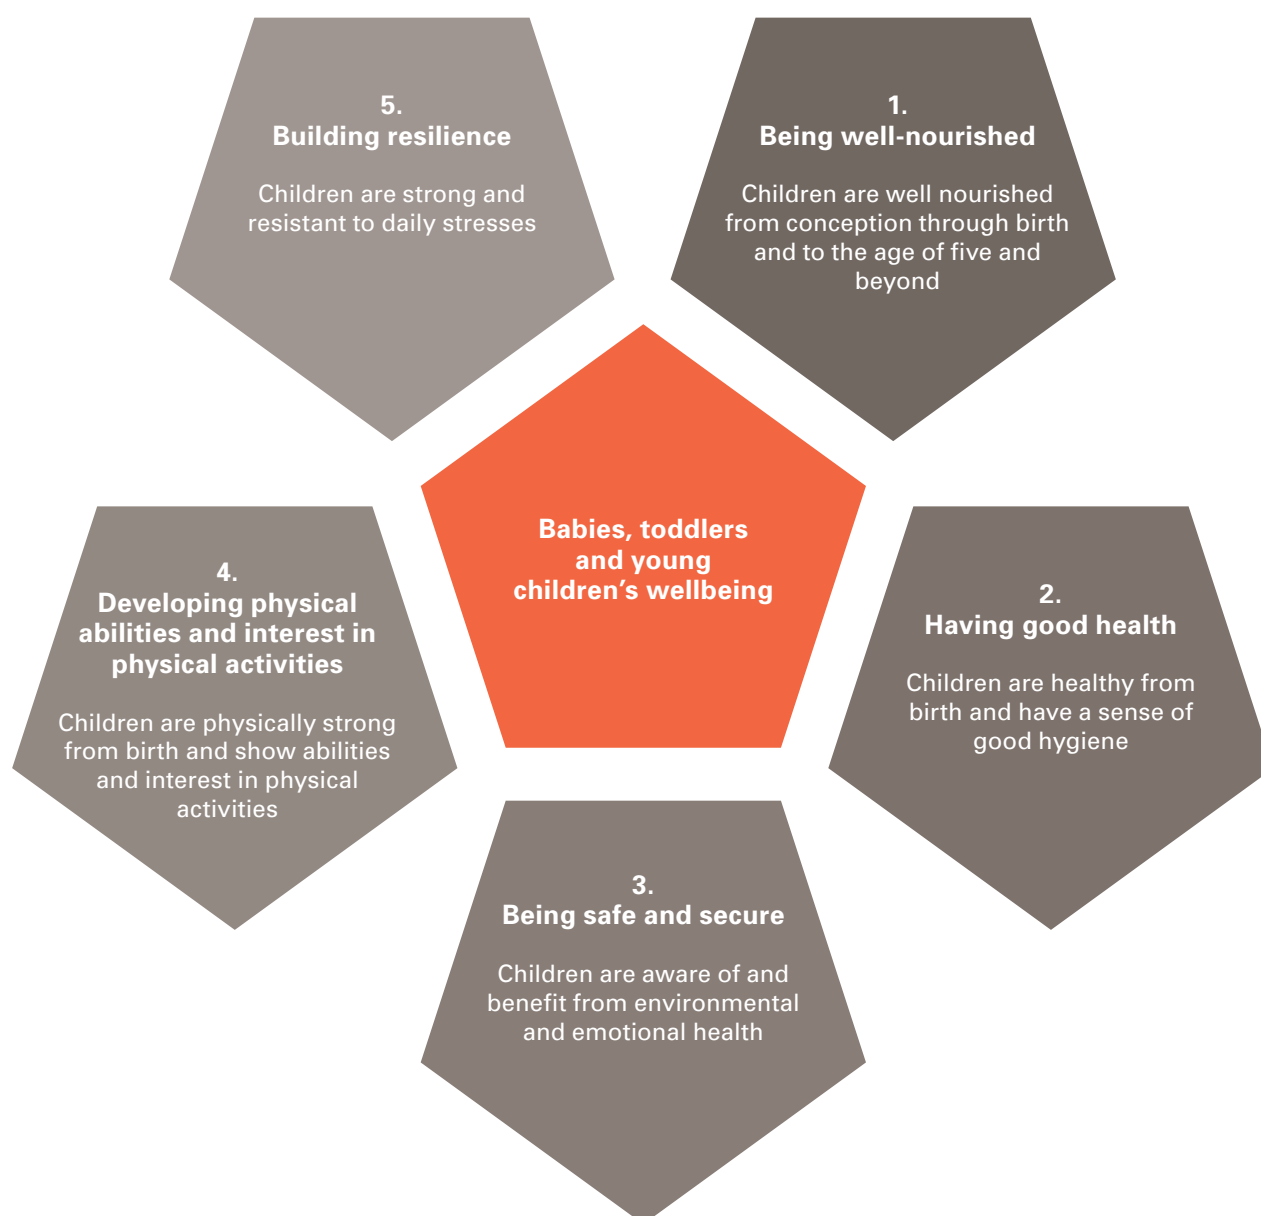 5.
Building resilience
Children are strong and
resistant to daily stresses
1.
Being well-nourished
Children are well nourished
from conception through birth
and to the age of five and
beyond
Babies, toddlers
and young
children’s wellbeing
4.
Developing physical
abilities and interest in
physical activities
Children are physically strong
from birth and show abilities
and interest in physical
activities
2.
Having good health
Children are healthy from
birth and have a sense of
good hygiene
3.
Being safe and secure
Children are aware of and
benefit from environmental
and emotional health